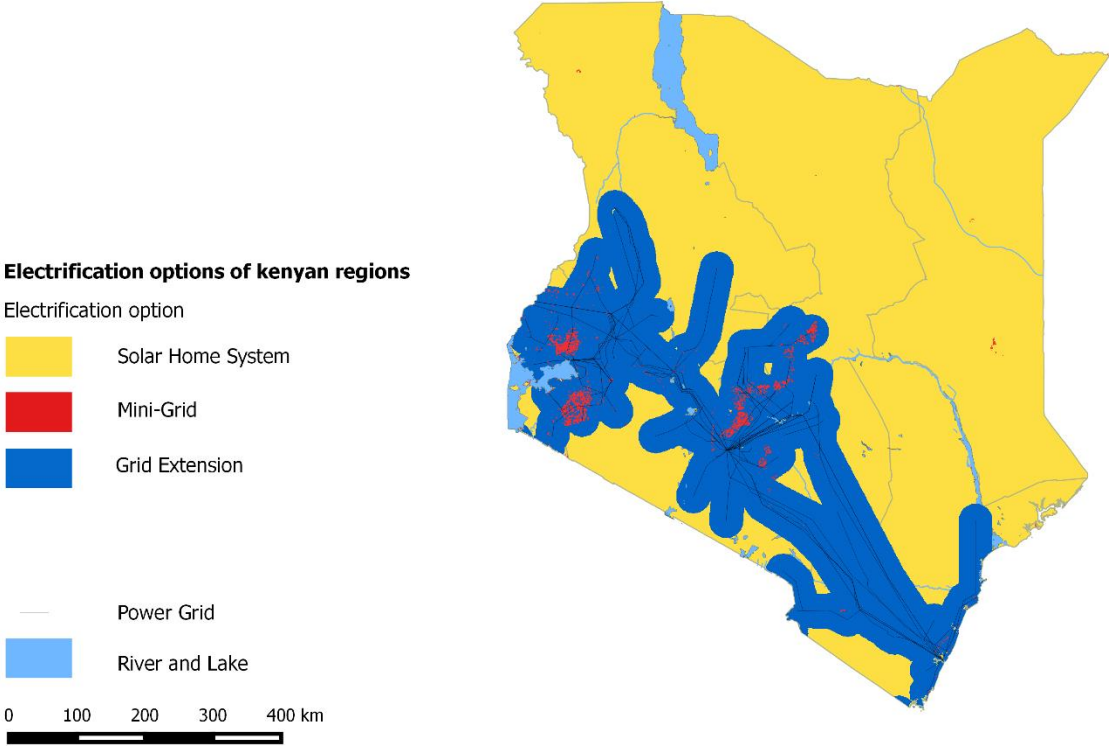 Electrification options of kenyan regions
Electrification option
Solar Home System
Mini-Grid
Grid Extension
Power Grid
River and Lake
0 100 200 300 400 km